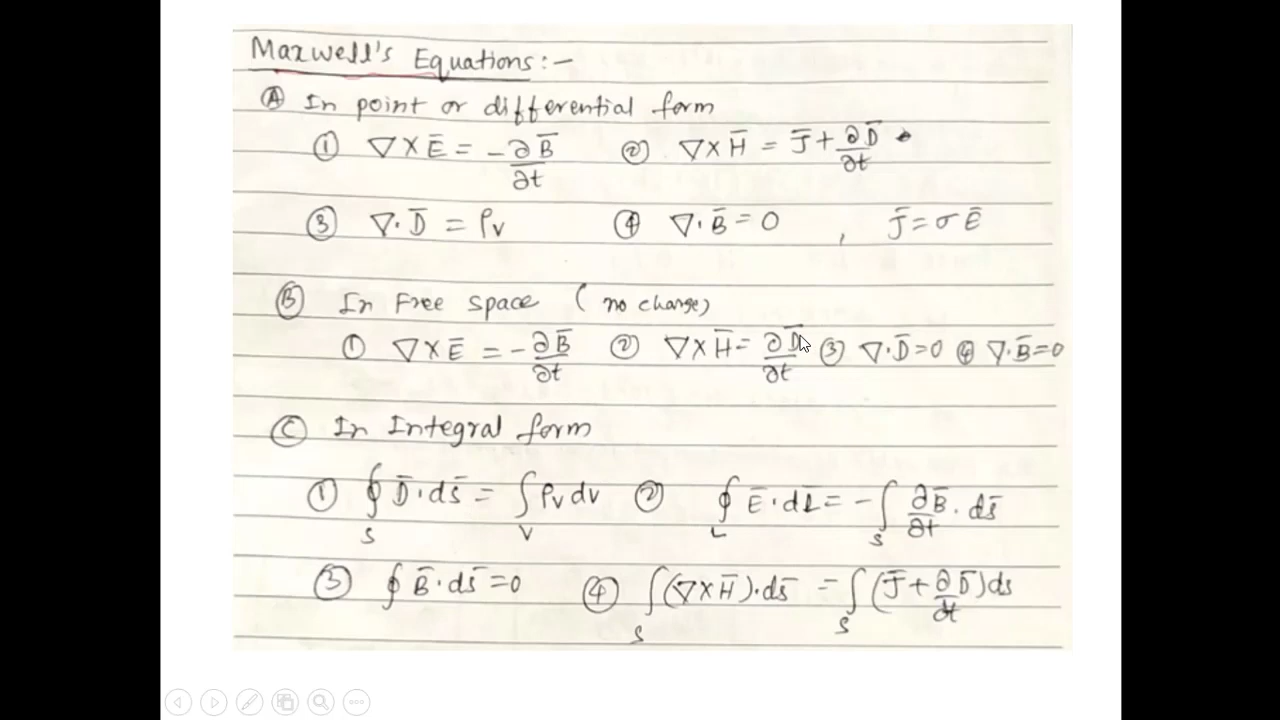 Maxwell's Equations:-
Ⓐ In point or differential form
① ∇×E̅ = -∂B̅/∂t ② ∇×H̅ = J̅ + ∂D̅/∂t
③ ∇·D̅ = ρv ④ ∇·B̅ = 0 , J̅ = σE̅
Ⓑ In Free space (no charge)
① ∇×E̅ = -∂B̅/∂t ② ∇×H̅ = ∂D̅/∂t ③ ∇·D̅=0 ④ ∇·B̅=0
Ⓒ In Integral form
① ∮S D̅·ds̅ = ∫V ρv dv ② ∮L E̅·dL̅ = -∫S ∂B̅/∂t · ds̅
③ ∮ B̅·ds̅ = 0 ④ ∫S (∇×H̅)·ds̅ = ∫S (J̅ + ∂D̅/∂t) ds